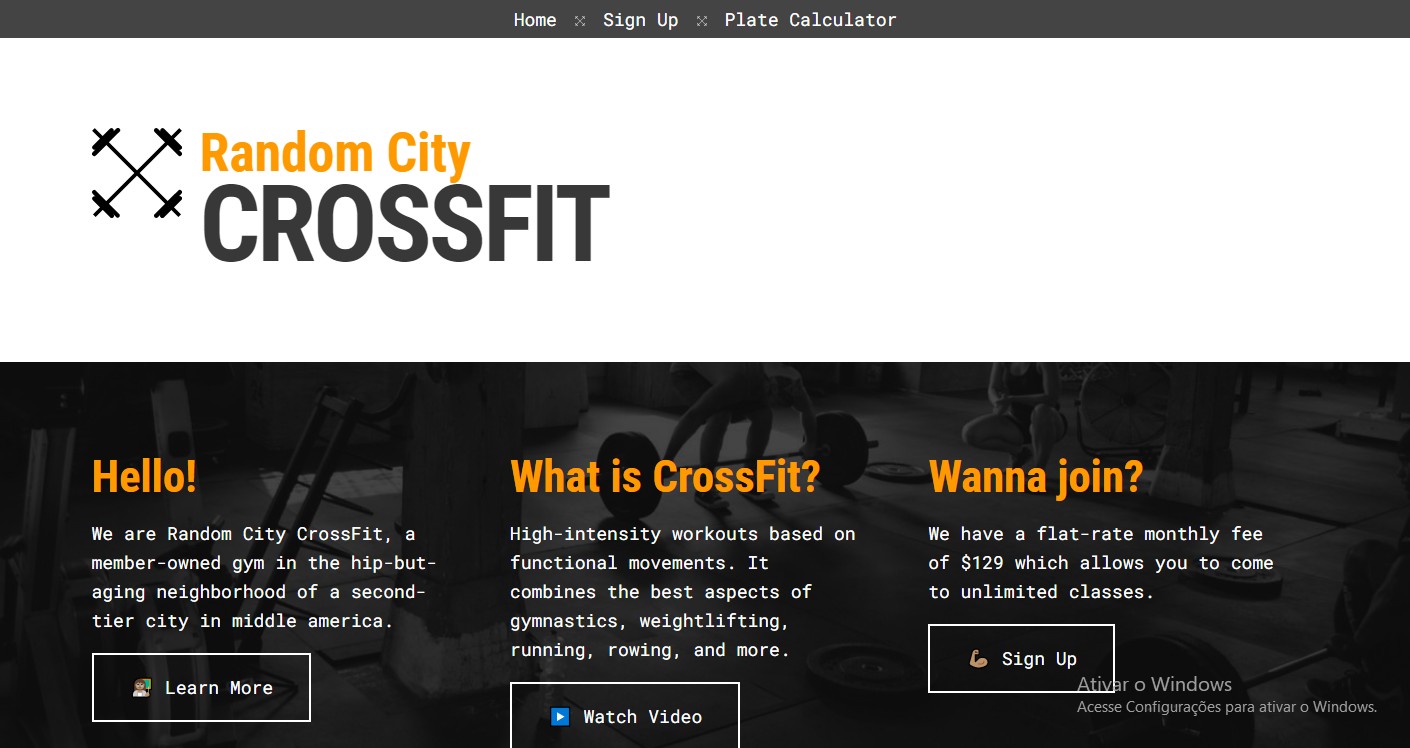 Home Sign Up Plate Calculator
Random City
CROSSFIT
Hello!
We are Random City CrossFit, a
member-owned gym in the hip-but-
aging neighborhood of a second-
tier city in middle america.
Learn More
What is CrossFit?
High-intensity workouts based on
functional movements. It
combines the best aspects of
gymnastics, weightlifting,
running, rowing, and more.
Watch Video
Wanna join?
We have a flat-rate monthly fee
of $129 which allows you to come
to unlimited classes.
Sign Up
Ativar o Windows
Acesse Configurações para ativar o Windows.